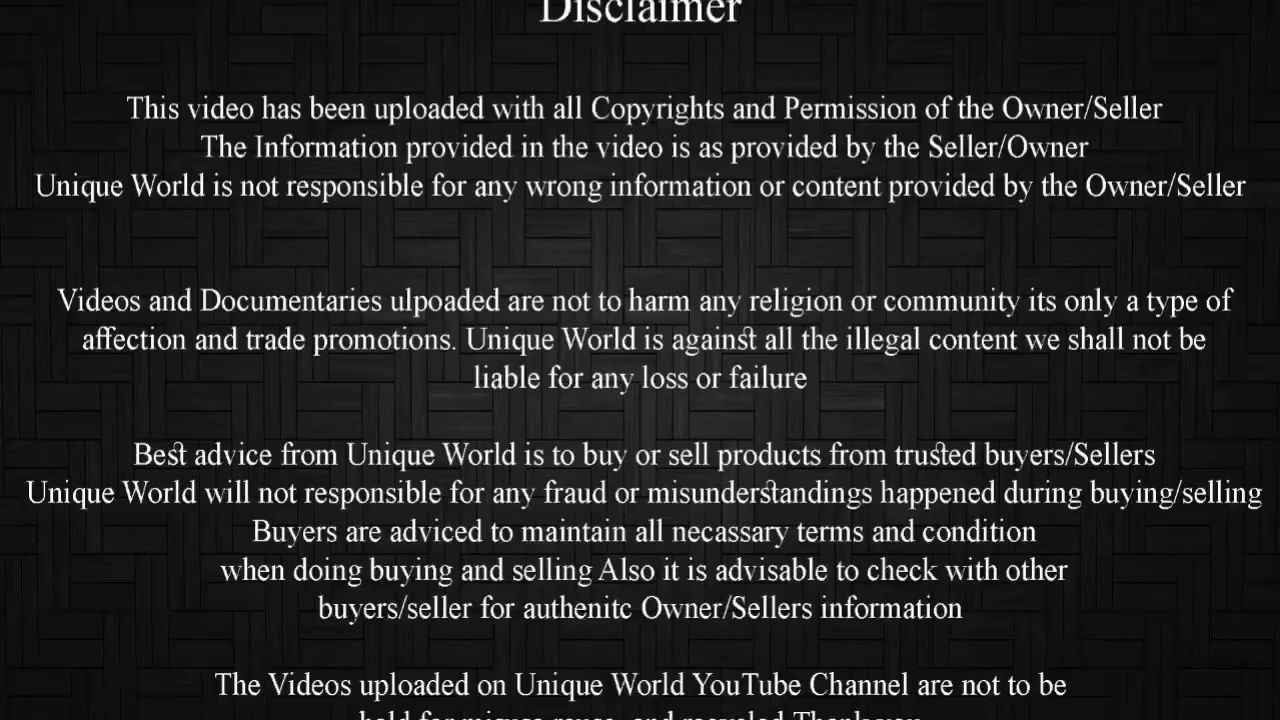 Disclaimer
This video has been uploaded with all Copyrights and Permission of the Owner/Seller
The Information provided in the video is as provided by the Seller/Owner
Unique World is not responsible for any wrong information or content provided by the Owner/Seller
Videos and Documentaries ulpoaded are not to harm any religion or community its only a type of
affection and trade promotions. Unique World is against all the illegal content we shall not be
liable for any loss or failure
Best advice from Unique World is to buy or sell products from trusted buyers/Sellers
Unique World will not responsible for any fraud or misunderstandings happened during buying/selling
Buyers are adviced to maintain all necassary terms and condition
when doing buying and selling Also it is advisable to check with other
buyers/seller for authenitc Owner/Sellers information
The Videos uploaded on Unique World YouTube Channel are not to be